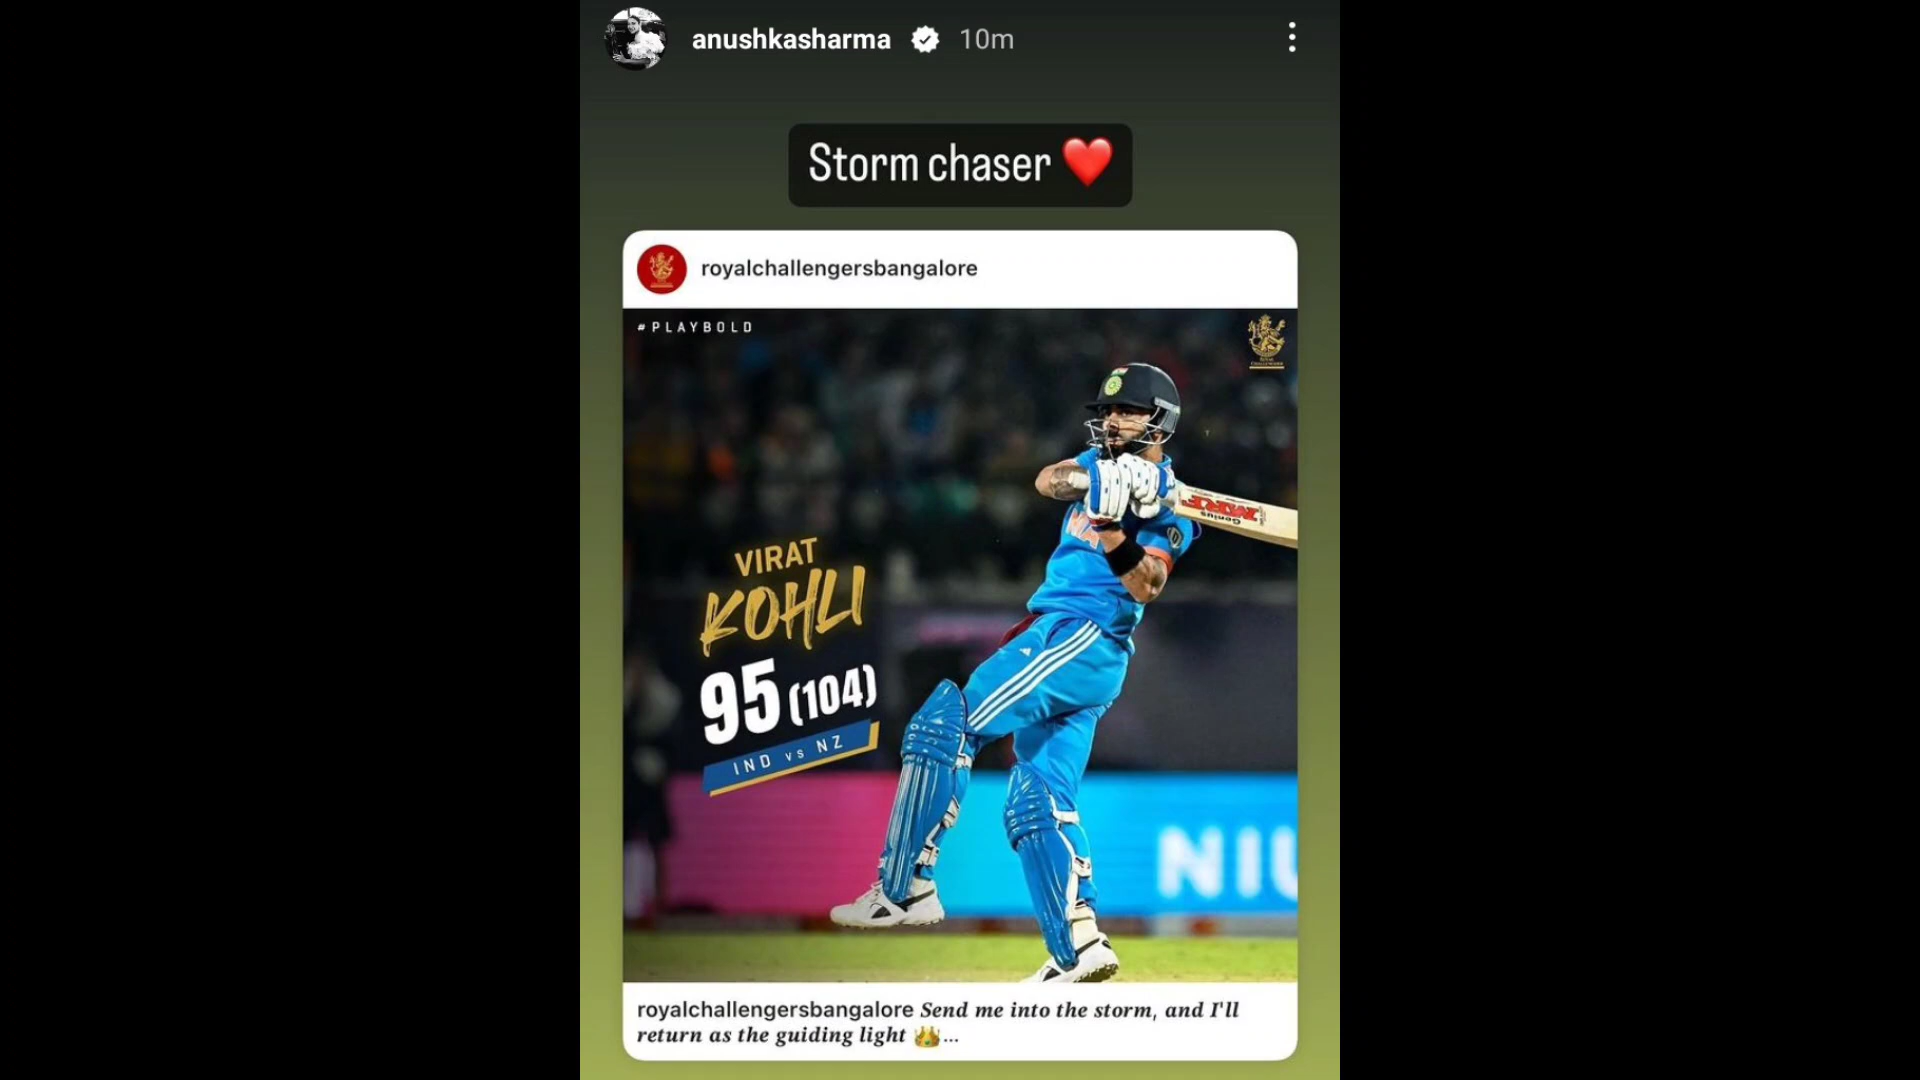 anushkasharma 10m
Storm chaser ❤️
royalchallengersbangalore
#PLAYBOLD
VIRAT
KOHLI
95 (104)
IND vs NZ
MRF
Genius
NIU
royalchallengersbangalore Send me into the storm, and I'll
return as the guiding light 👑...